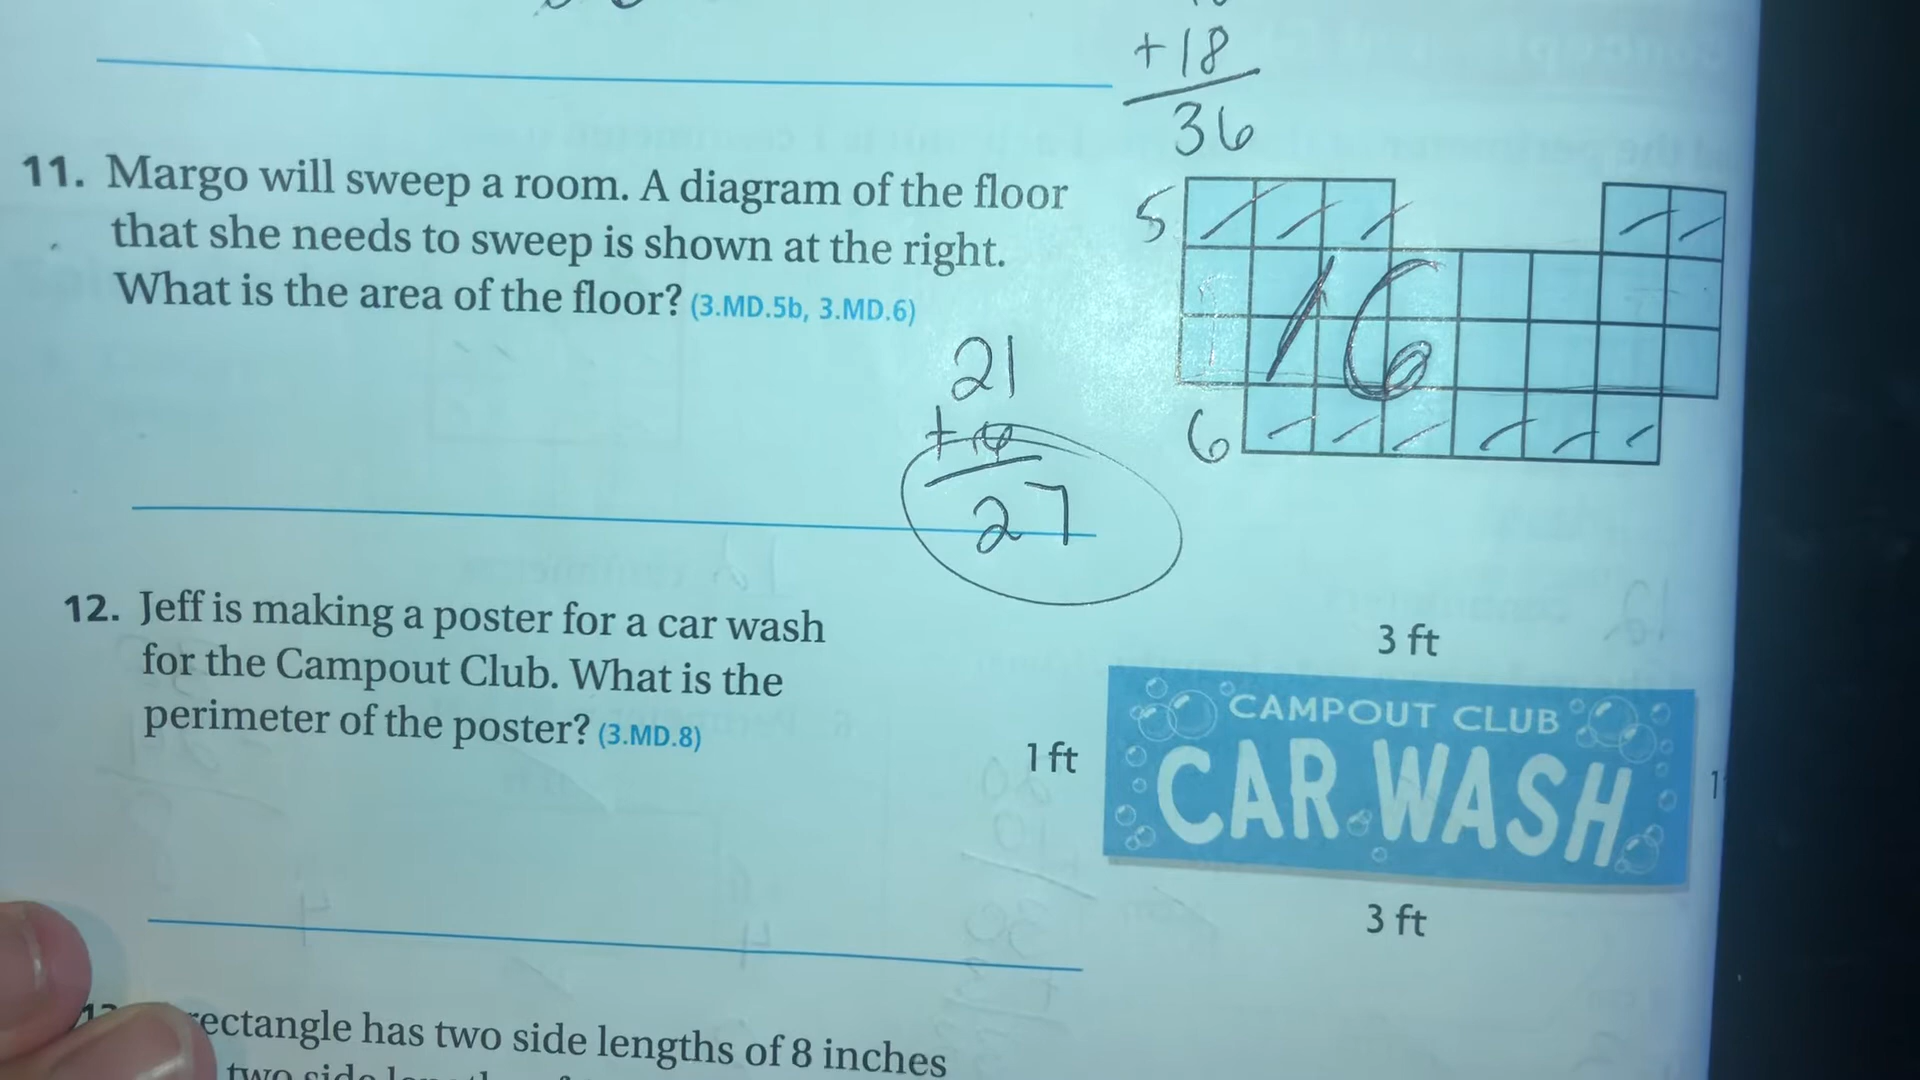 +18
36
11. Margo will sweep a room. A diagram of the floor
that she needs to sweep is shown at the right.
What is the area of the floor? (3.MD.5b, 3.MD.6)
5
16
6
21
+
27
12. Jeff is making a poster for a car wash
for the Campout Club. What is the
perimeter of the poster? (3.MD.8)
3 ft
1 ft
CAMPOUT CLUB
CAR WASH
1
3 ft
rectangle has two side lengths of 8 inches
two side